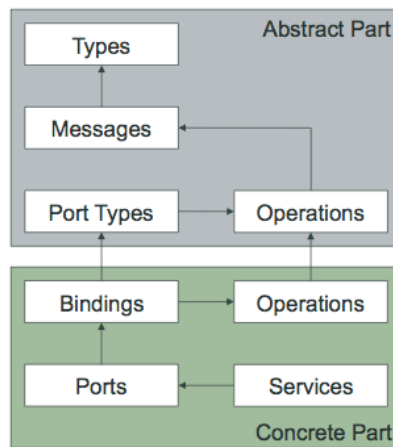 Abstract Part
Types
Messages
Port Types
Operations
Bindings
Operations
Ports
Services
Concrete Part